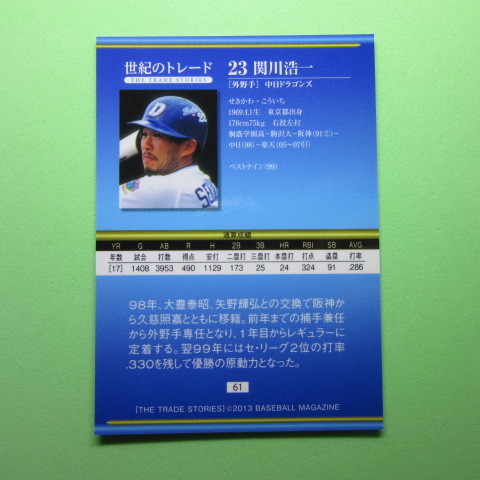 世紀のトレード
THE TRADE STORIES
23 関川浩一
［外野手］ 中日ドラゴンズ
せきかわ・こういち
1969.4.1生 東京都出身
178cm75kg 右投左打
桐蔭学園高－駒沢大－阪神(91②)－
中日(98)－楽天(05～07引)
ベストナイン(99)
通算成績
YR G AB R H 2B 3B HR RBI SB AVG
年数 試合 打数 得点 安打 二塁打 三塁打 本塁打 打点 盗塁 打率
[17] 1408 3953 490 1129 173 25 24 324 91 .286
98年、大豊泰昭、矢野輝弘との交換で阪神か
ら久慈照嘉とともに移籍。前年までの捕手兼任
から外野手専任となり、1年目からレギュラーに
定着する。翌99年にはセ・リーグ2位の打率
.330を残して優勝の原動力となった。
61
[THE TRADE STORIES]©2013 BASEBALL MAGAZINE